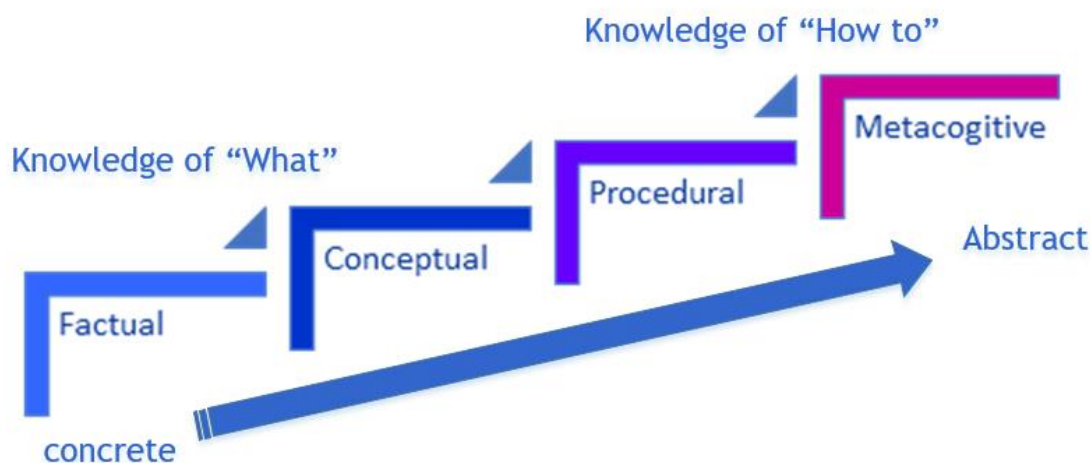 Knowledge of “How to”
Metacogitive
Knowledge of “What”
Procedural
Conceptual
Abstract
Factual
concrete